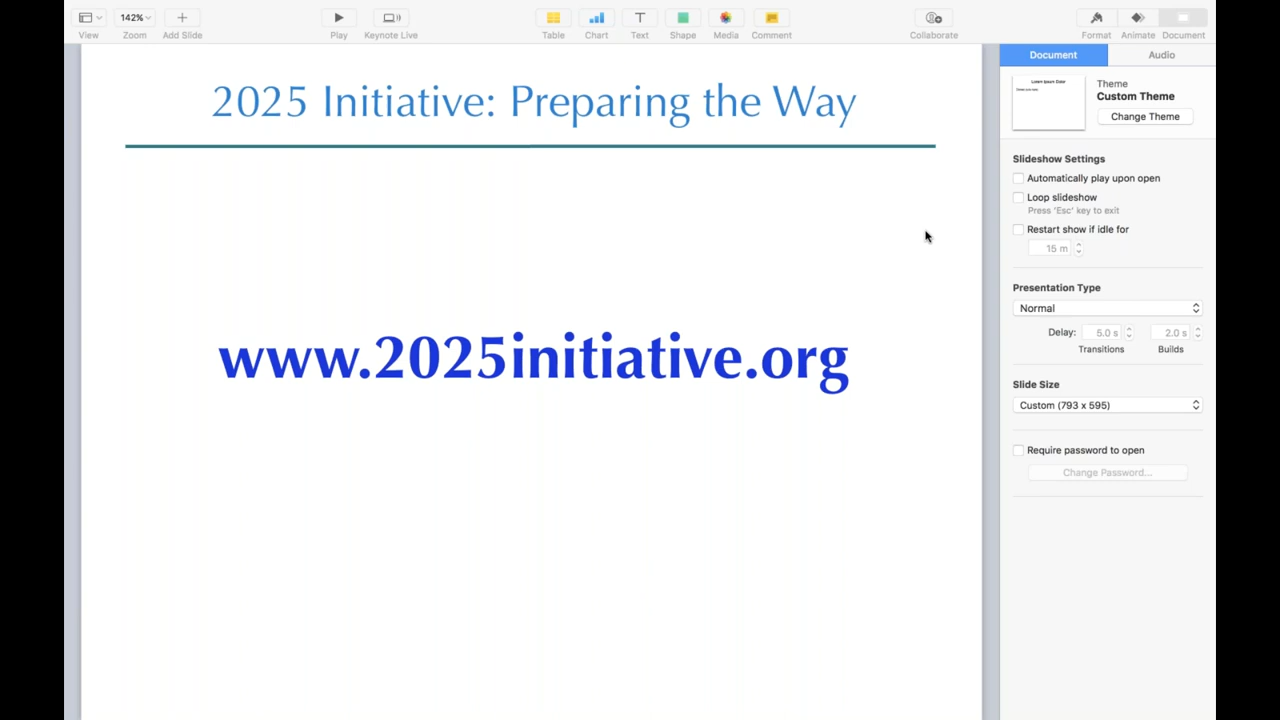 142%
View
Zoom
Add Slide
Play
Keynote Live
Table
Chart
Text
Shape
Media
Comment
Collaborate
Format
Animate
Document
Document
Audio
2025 Initiative: Preparing the Way
www.2025initiative.org
Lorem Ipsum Dolor
Theme
Custom Theme
Change Theme
Slideshow Settings
Automatically play upon open
Loop slideshow
Press 'Esc' key to exit
Restart show if idle for
15 m
Presentation Type
Normal
Delay: 5.0 s 2.0 s
Transitions Builds
Slide Size
Custom (793 x 595)
Require password to open
Change Password...